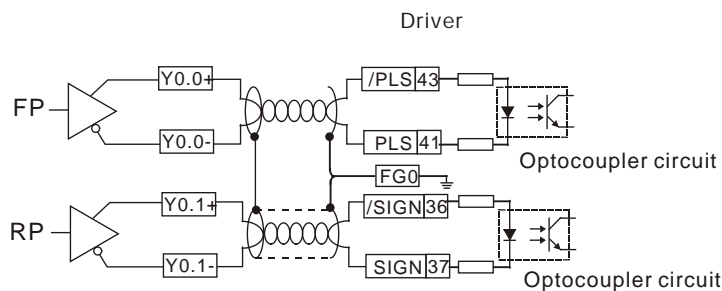 Driver
Y0.0+
/PLS 43
FP
Y0.0-
PLS 41
Optocoupler circuit
FG0
Y0.1+
/SIGN 36
RP
Y0.1-
SIGN 37
Optocoupler circuit